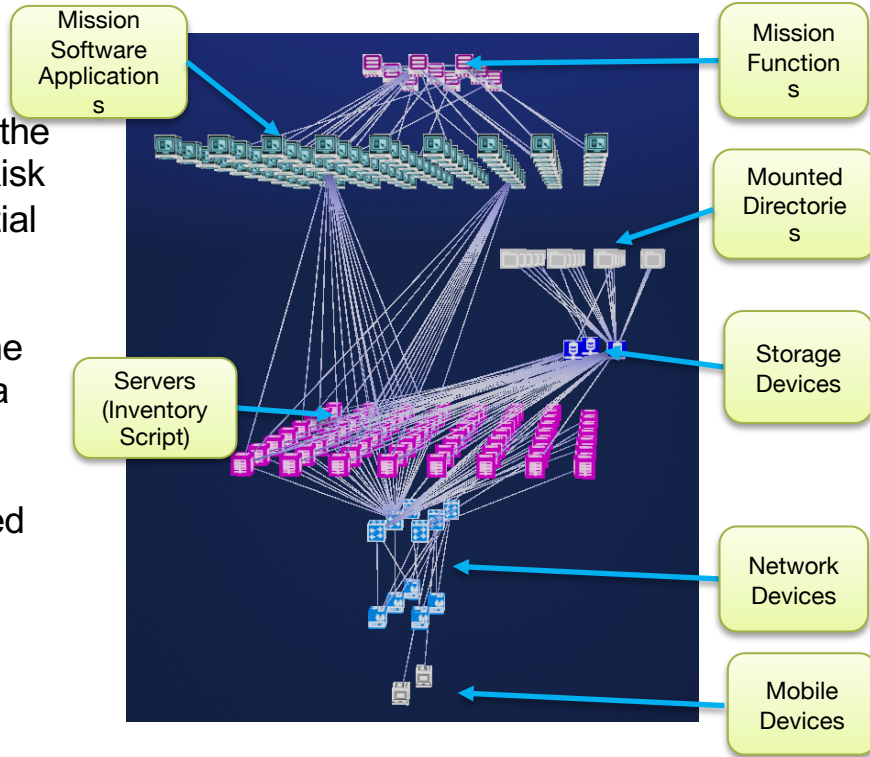 Mission
Software
Application
s
Mission
Function
s
the
isk
tial
Mounted
Directorie
s
ne
a
Storage
Devices
Servers
(Inventory
Script)
ed
Network
Devices
Mobile
Devices